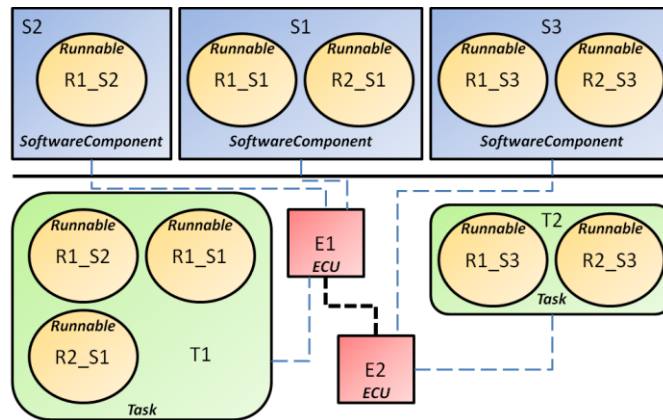 S2
Runnable
R1_S2
SoftwareComponent
S1
Runnable
R1_S1
Runnable
R2_S1
SoftwareComponent
S3
Runnable
R1_S3
Runnable
R2_S3
SoftwareComponent
Runnable
R1_S2
Runnable
R1_S1
Runnable
R2_S1
T1
Task
E1
ECU
E2
ECU
T2
Runnable
R1_S3
Runnable
R2_S3
Task